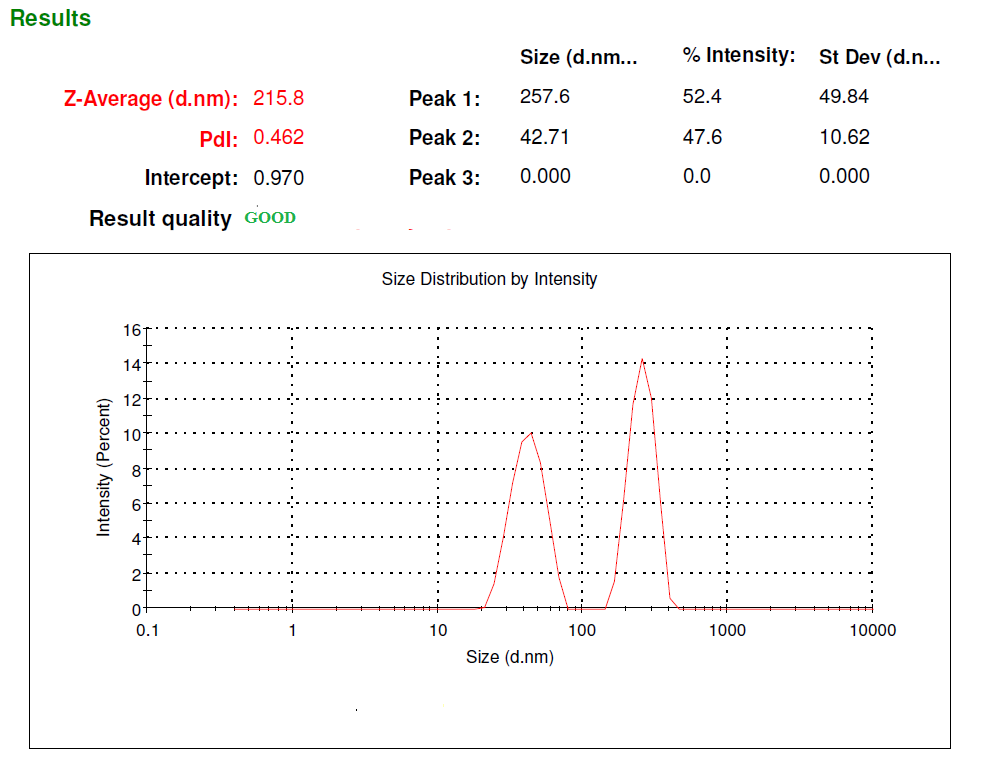 Results
Size (d.nm... % Intensity: St Dev (d.n...
Z-Average (d.nm): 215.8 Peak 1: 257.6 52.4 49.84
PdI: 0.462 Peak 2: 42.71 47.6 10.62
Intercept: 0.970 Peak 3: 0.000 0.0 0.000
Result quality GOOD
Size Distribution by Intensity
16
14
12
10
8
6
4
2
0
Intensity (Percent)
0.1 1 10 100 1000 10000
Size (d.nm)